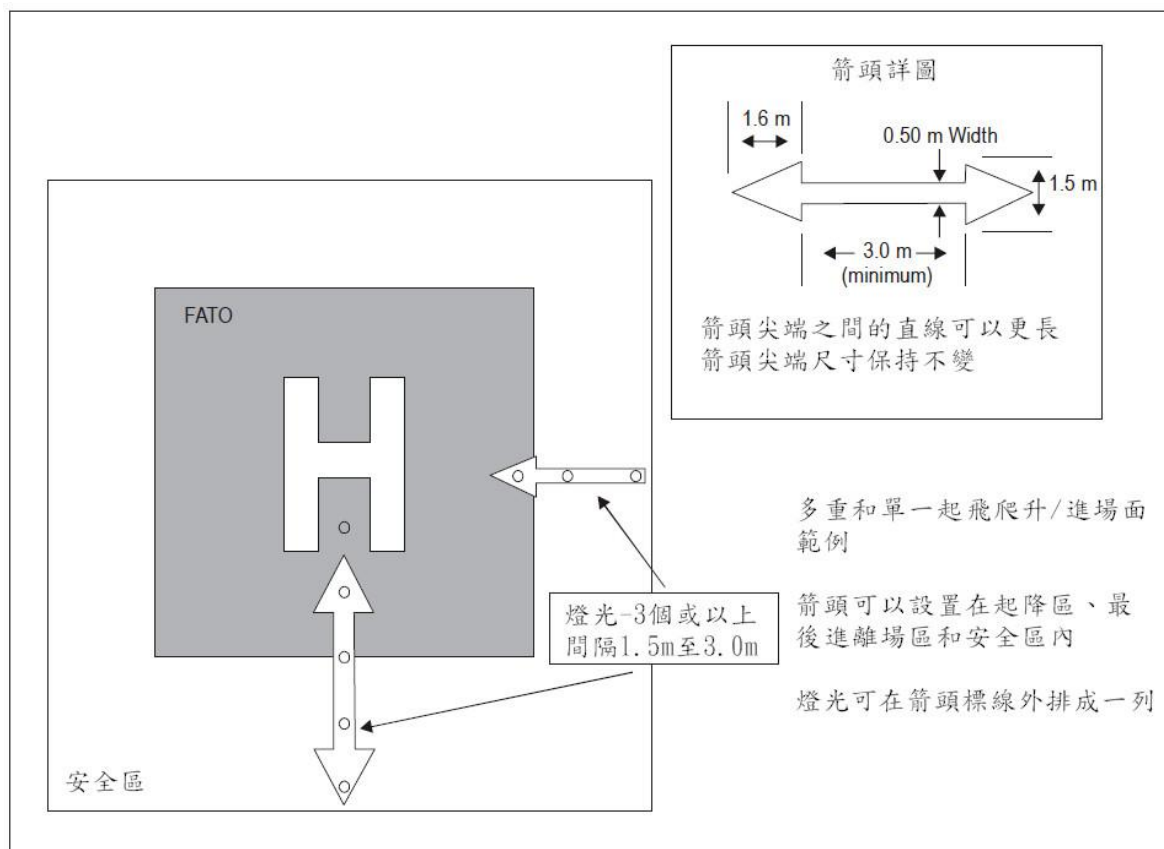 箭頭詳圖
1.6 m
0.50 m Width
1.5 m
3.0 m
(minimum)
箭頭尖端之間的直線可以更長
箭頭尖端尺寸保持不變
FATO
H
多重和單一起飛爬升/進場面
範例
燈光-3個或以上
間隔1.5m至3.0m
箭頭可以設置在起降區、最
後進離場區和安全區內
燈光可在箭頭標線外排成一列
安全區